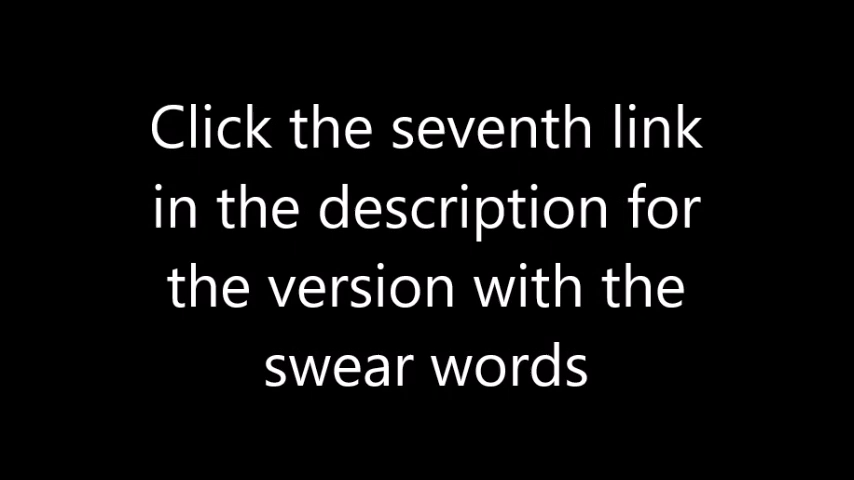 Click the seventh link
in the description for
the version with the
swear words